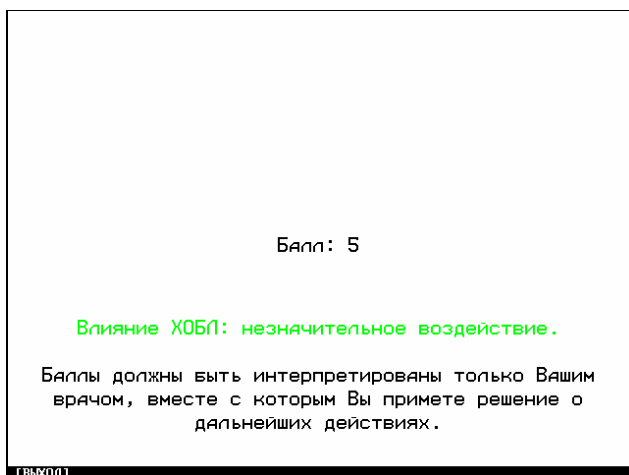 Балл: 5
Влияние ХОБЛ: незначительное воздействие.
Баллы должны быть интерпретированы только Вашим
врачом, вместе с которым Вы примете решение о
дальнейших действиях.
[ВЫХОД]